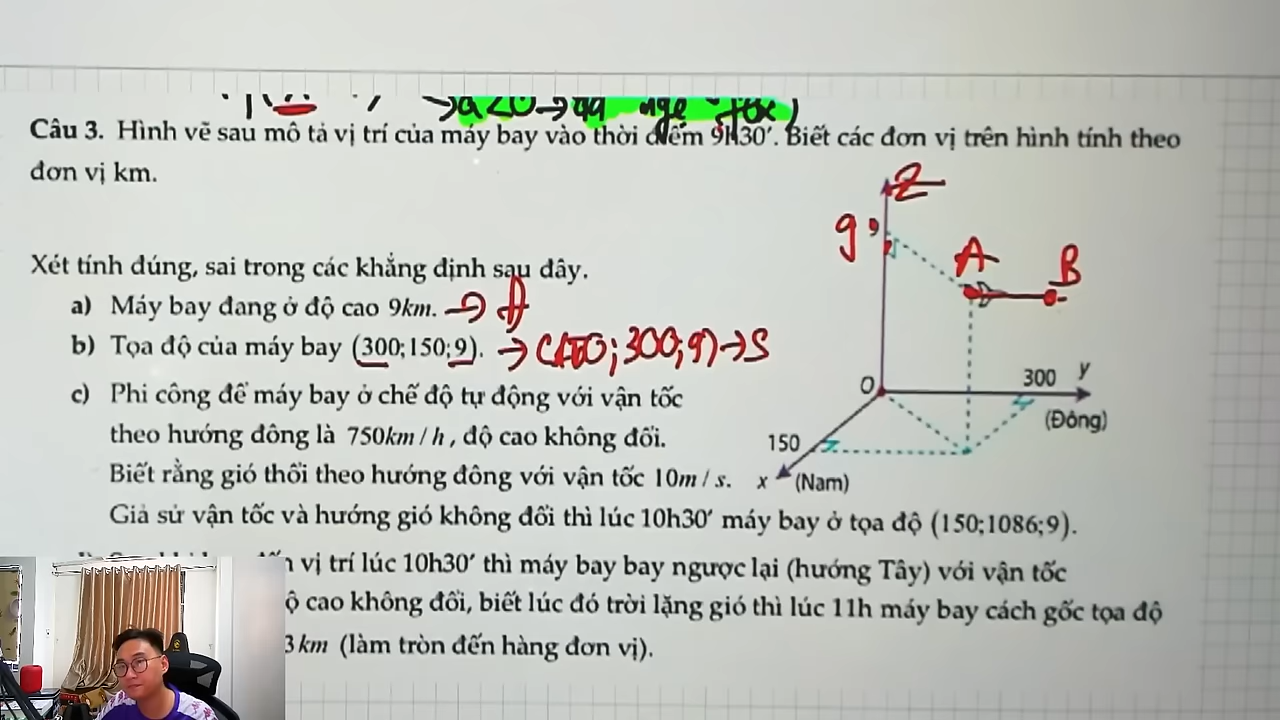 →a<0→
Câu 3. Hình vẽ sau mô tả vị trí của máy bay vào thời điểm 9h30′. Biết các đơn vị trên hình tính theo
đơn vị km.
Z
9
A
B
Xét tính đúng, sai trong các khẳng định sau đây.
a) Máy bay đang ở độ cao 9km. → Đ
b) Tọa độ của máy bay (300;150;9). → (150;300;9)→S
O
300
y
(Đông)
150
x
(Nam)
c) Phi công để máy bay ở chế độ tự động với vận tốc
theo hướng đông là 750km / h, độ cao không đổi.
Biết rằng gió thổi theo hướng đông với vận tốc 10m / s.
Giả sử vận tốc và hướng gió không đổi thì lúc 10h30′ máy bay ở tọa độ (150;1086;9).
vị trí lúc 10h30′ thì máy bay bay ngược lại (hướng Tây) với vận tốc
cao không đổi, biết lúc đó trời lặng gió thì lúc 11h máy bay cách gốc tọa độ
3km (làm tròn đến hàng đơn vị).